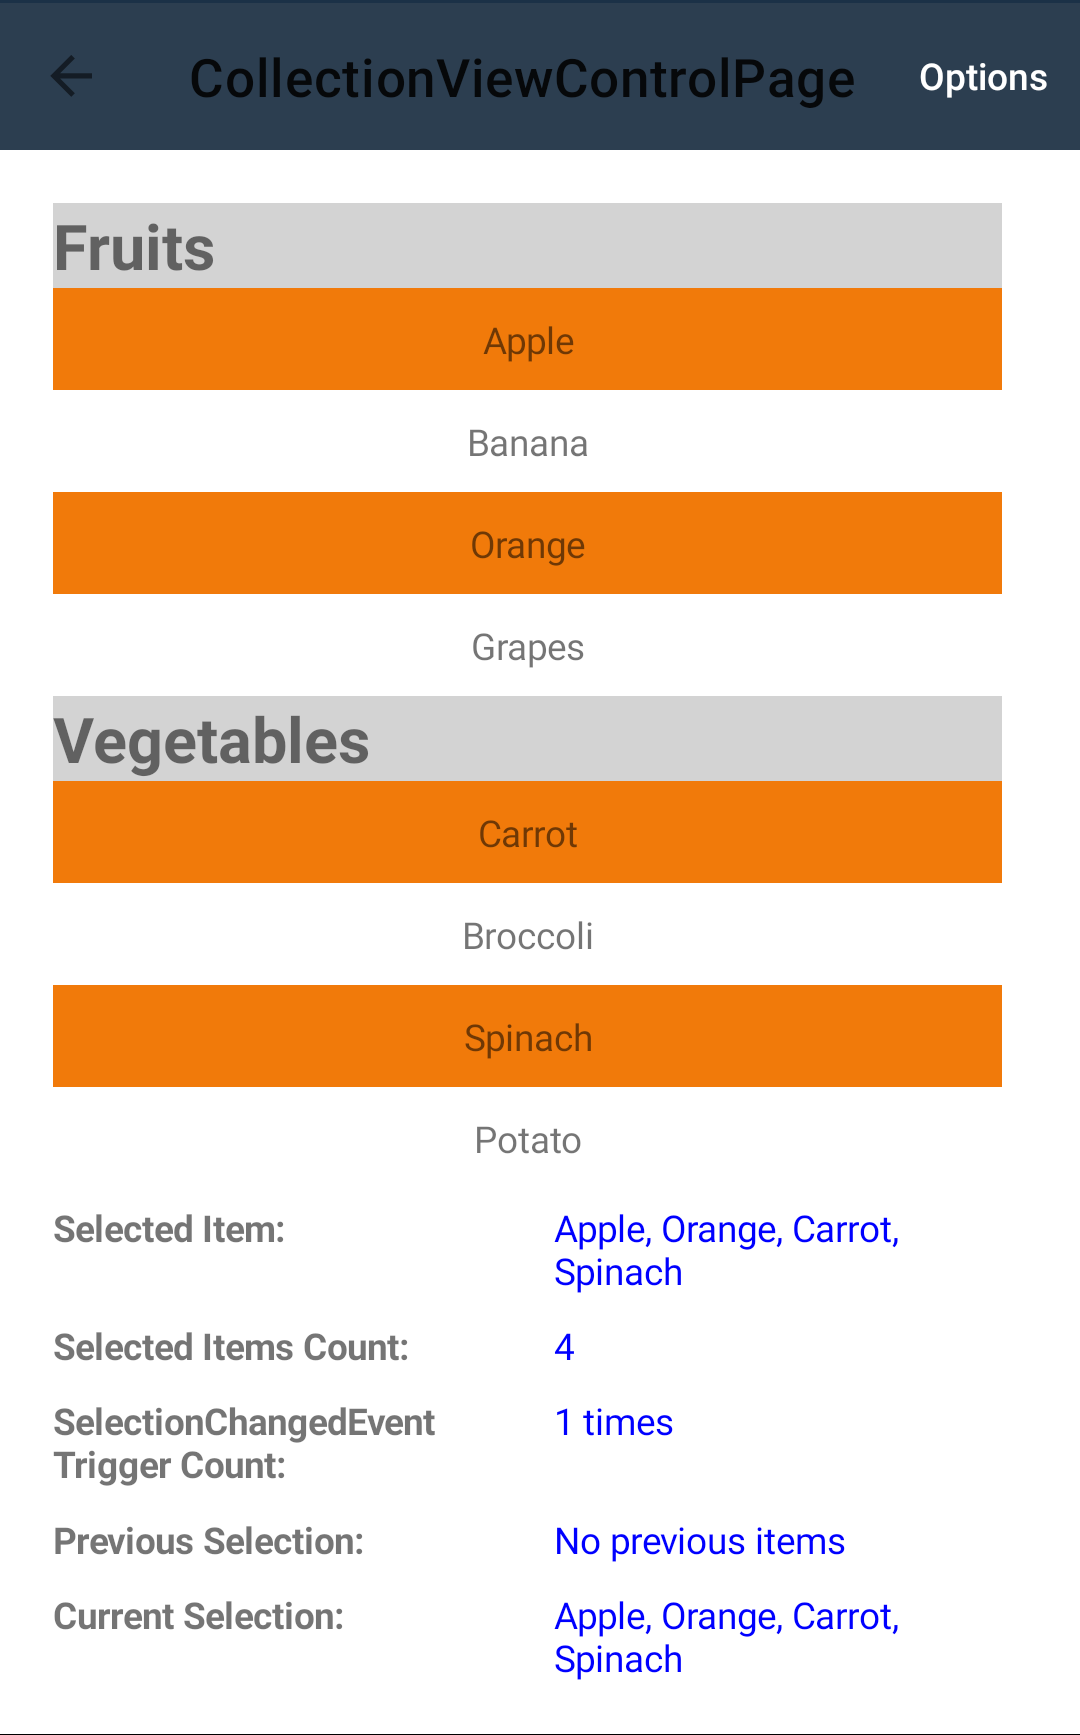 CollectionViewControlPage
Options
Fruits
Apple
Banana
Orange
Grapes
Vegetables
Carrot
Broccoli
Spinach
Potato
Selected Item:
Apple, Orange, Carrot,
Spinach
Selected Items Count:
4
SelectionChangedEvent
Trigger Count:
1 times
Previous Selection:
No previous items
Current Selection:
Apple, Orange, Carrot,
Spinach